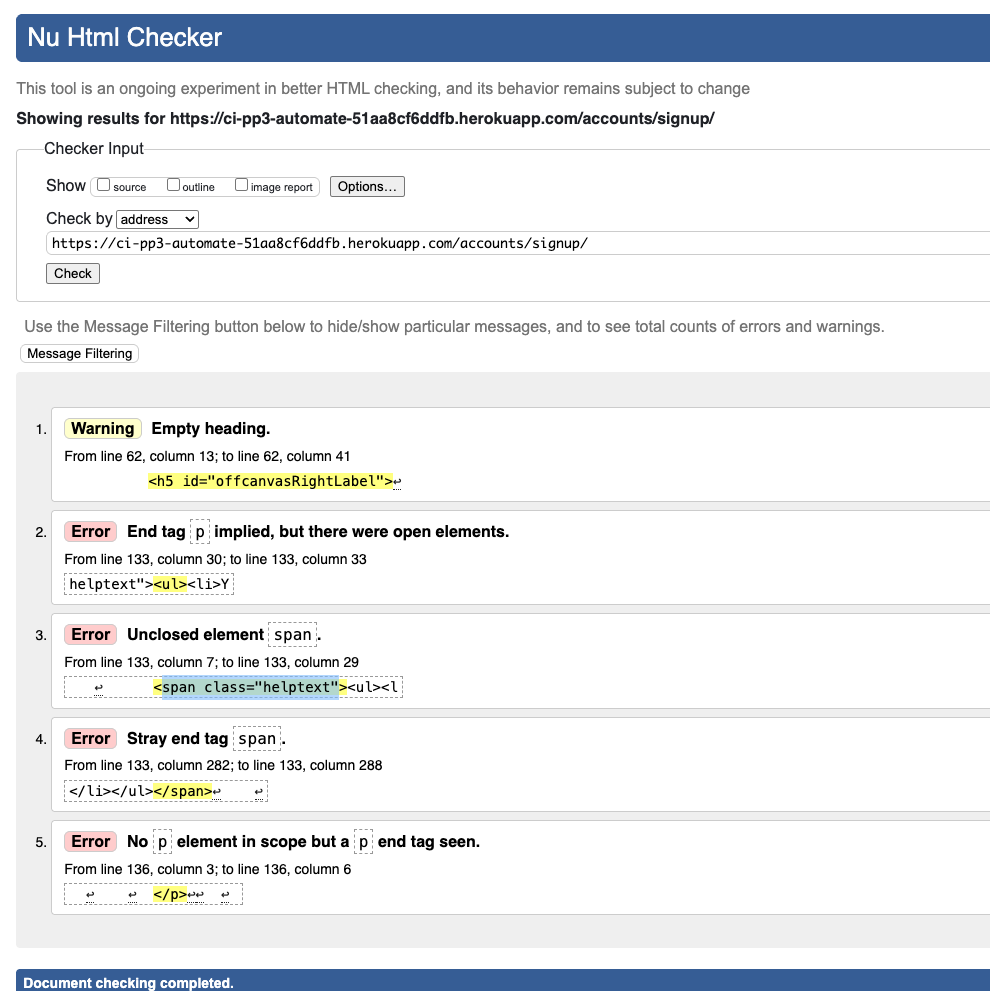 Nu Html Checker
This tool is an ongoing experiment in better HTML checking, and its behavior remains subject to change
Showing results for https://ci-pp3-automate-51aa8cf6ddfb.herokuapp.com/accounts/signup/
Checker Input
Show source outline image report Options...
Check by address
https://ci-pp3-automate-51aa8cf6ddfb.herokuapp.com/accounts/signup/
Check
Use the Message Filtering button below to hide/show particular messages, and to see total counts of errors and warnings.
Message Filtering
1. Warning Empty heading.
From line 62, column 13; to line 62, column 41
<h5 id="offcanvasRightLabel">↩
2. Error End tag p implied, but there were open elements.
From line 133, column 30; to line 133, column 33
helptext"><ul><li>Y
3. Error Unclosed element span.
From line 133, column 7; to line 133, column 29
↩ <span class="helptext"><ul><l
4. Error Stray end tag span.
From line 133, column 282; to line 133, column 288
</li></ul></span>↩ ↩
5. Error No p element in scope but a p end tag seen.
From line 136, column 3; to line 136, column 6
↩ ↩ </p>↩↩ ↩
Document checking completed.